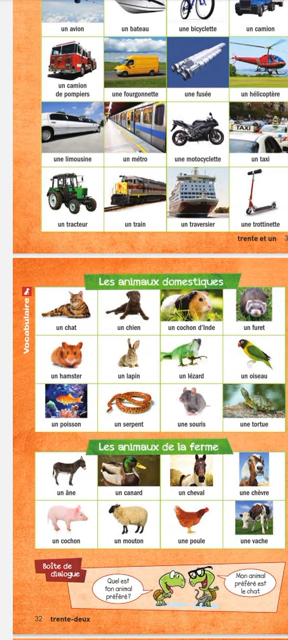 un avion un bateau une bicyclette un camion
un camion
de pompiers une fourgonnette une fusée un hélicoptère
TAXI
une limousine un métro une motocyclette un taxi
un tracteur un train un traversier une trottinette
trente et un
Vocabulaire
Les animaux domestiques
un chat un chien un cochon d'Inde un furet
un hamster un lapin un lézard un oiseau
un poisson un serpent une souris une tortue
Les animaux de la ferme
un âne un canard un cheval une chèvre
un cochon un mouton une poule une vache
Boîte de
dialogue
Quel est
ton animal
préféré?
Mon animal
préféré est
le chat
32 trente-deux